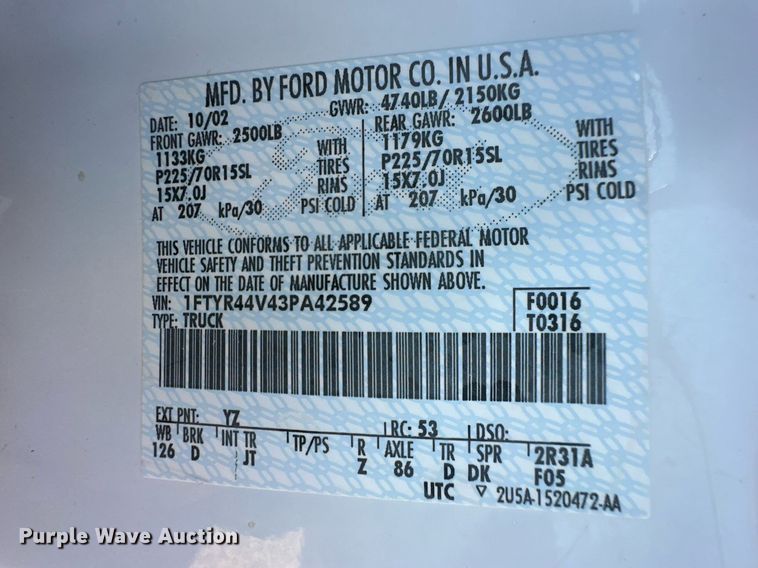 MFD. BY FORD MOTOR CO. IN U.S.A.
DATE: 10/02 GVWR: 4740LB/ 2150KG
FRONT GAWR: 2500LB REAR GAWR: 2600LB
1133KG WITH 1179KG WITH
P225/70R15SL TIRES P225/70R15SL TIRES
15X7.0J RIMS 15X7.0J RIMS
AT 207 kPa/30 PSI COLD AT 207 kPa/30 PSI COLD
THIS VEHICLE CONFORMS TO ALL APPLICABLE FEDERAL MOTOR
VEHICLE SAFETY AND THEFT PREVENTION STANDARDS IN
EFFECT ON THE DATE OF MANUFACTURE SHOWN ABOVE.
VIN: 1FTYR44V43PA42589 F0016
TYPE: TRUCK T0316
EXT PNT: YZ RC: 53 DSO:
WB BRK INT TR TP/PS R AXLE TR SPR 2R31A
126 D JT Z 86 D DK F05
UTC ▽ 2U5A-1520472-AA
Purple Wave Auction